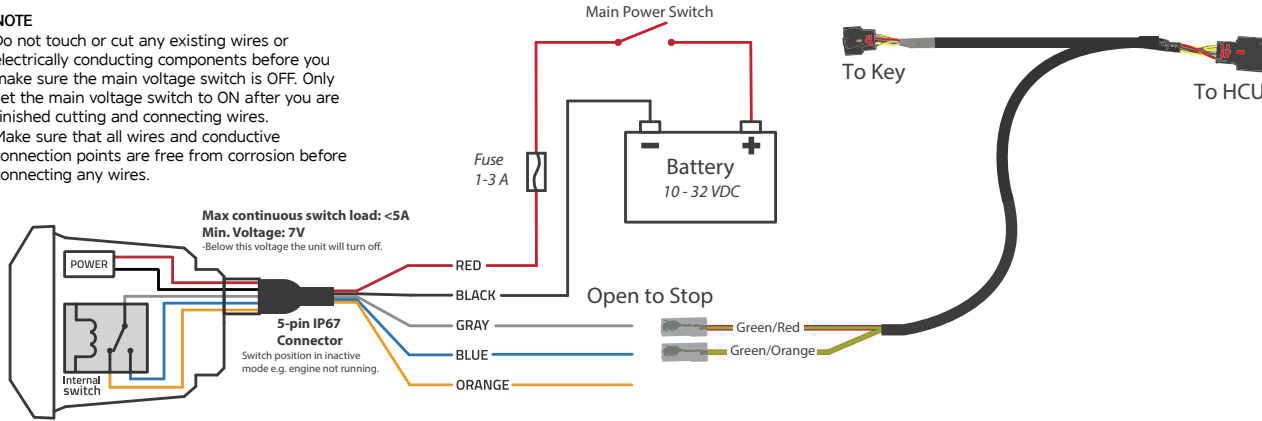 NOTE
Do not touch or cut any existing wires or
electrically conducting components before you
make sure the main voltage switch is OFF. Only
set the main voltage switch to ON after you are
finished cutting and connecting wires.
Make sure that all wires and conductive
connection points are free from corrosion before
connecting any wires.
Main Power Switch
To Key
To HCU
Fuse
1-3 A
Battery
10 - 32 VDC
Max continuous switch load: <5A
Min. Voltage: 7V
-Below this voltage the unit will turn off.
POWER
RED
BLACK
GRAY
BLUE
ORANGE
Open to Stop
Green/Red
Green/Orange
5-pin IP67
Connector
Switch position in inactive
mode e.g. engine not running.
Internal
switch